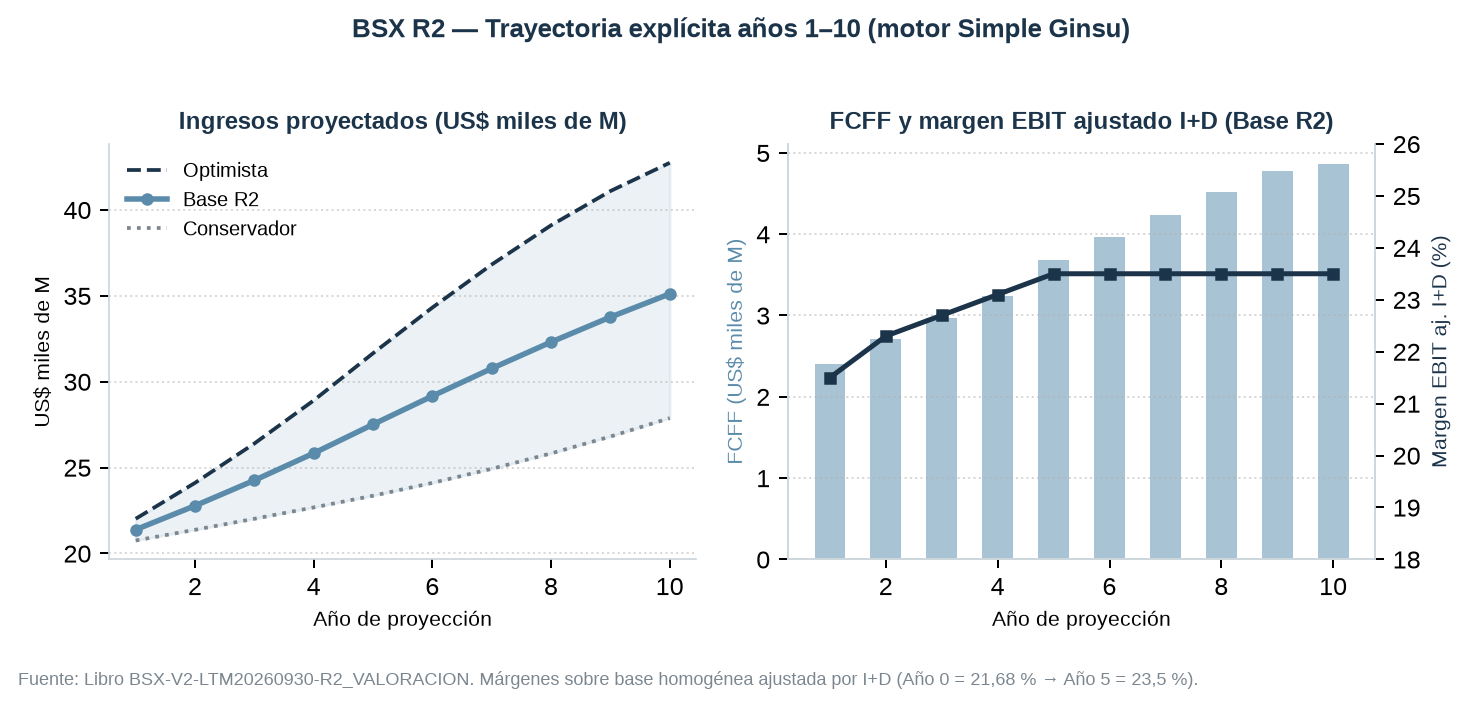 BSX R2 — Trayectoria explícita años 1–10 (motor Simple Ginsu)
Ingresos proyectados (US$ miles de M)
Optimista
Base R2
Conservador
US$ miles de M
40
35
30
25
20
2 4 6 8 10
Año de proyección
FCFF y margen EBIT ajustado I+D (Base R2)
FCFF (US$ miles de M)
5
4
3
2
1
0
2 4 6 8 10
Año de proyección
26
25
24
23
22
21
20
19
18
Margen EBIT aj. I+D (%)
Fuente: Libro BSX-V2-LTM20260930-R2_VALORACION. Márgenes sobre base homogénea ajustada por I+D (Año 0 = 21,68 % → Año 5 = 23,5 %).